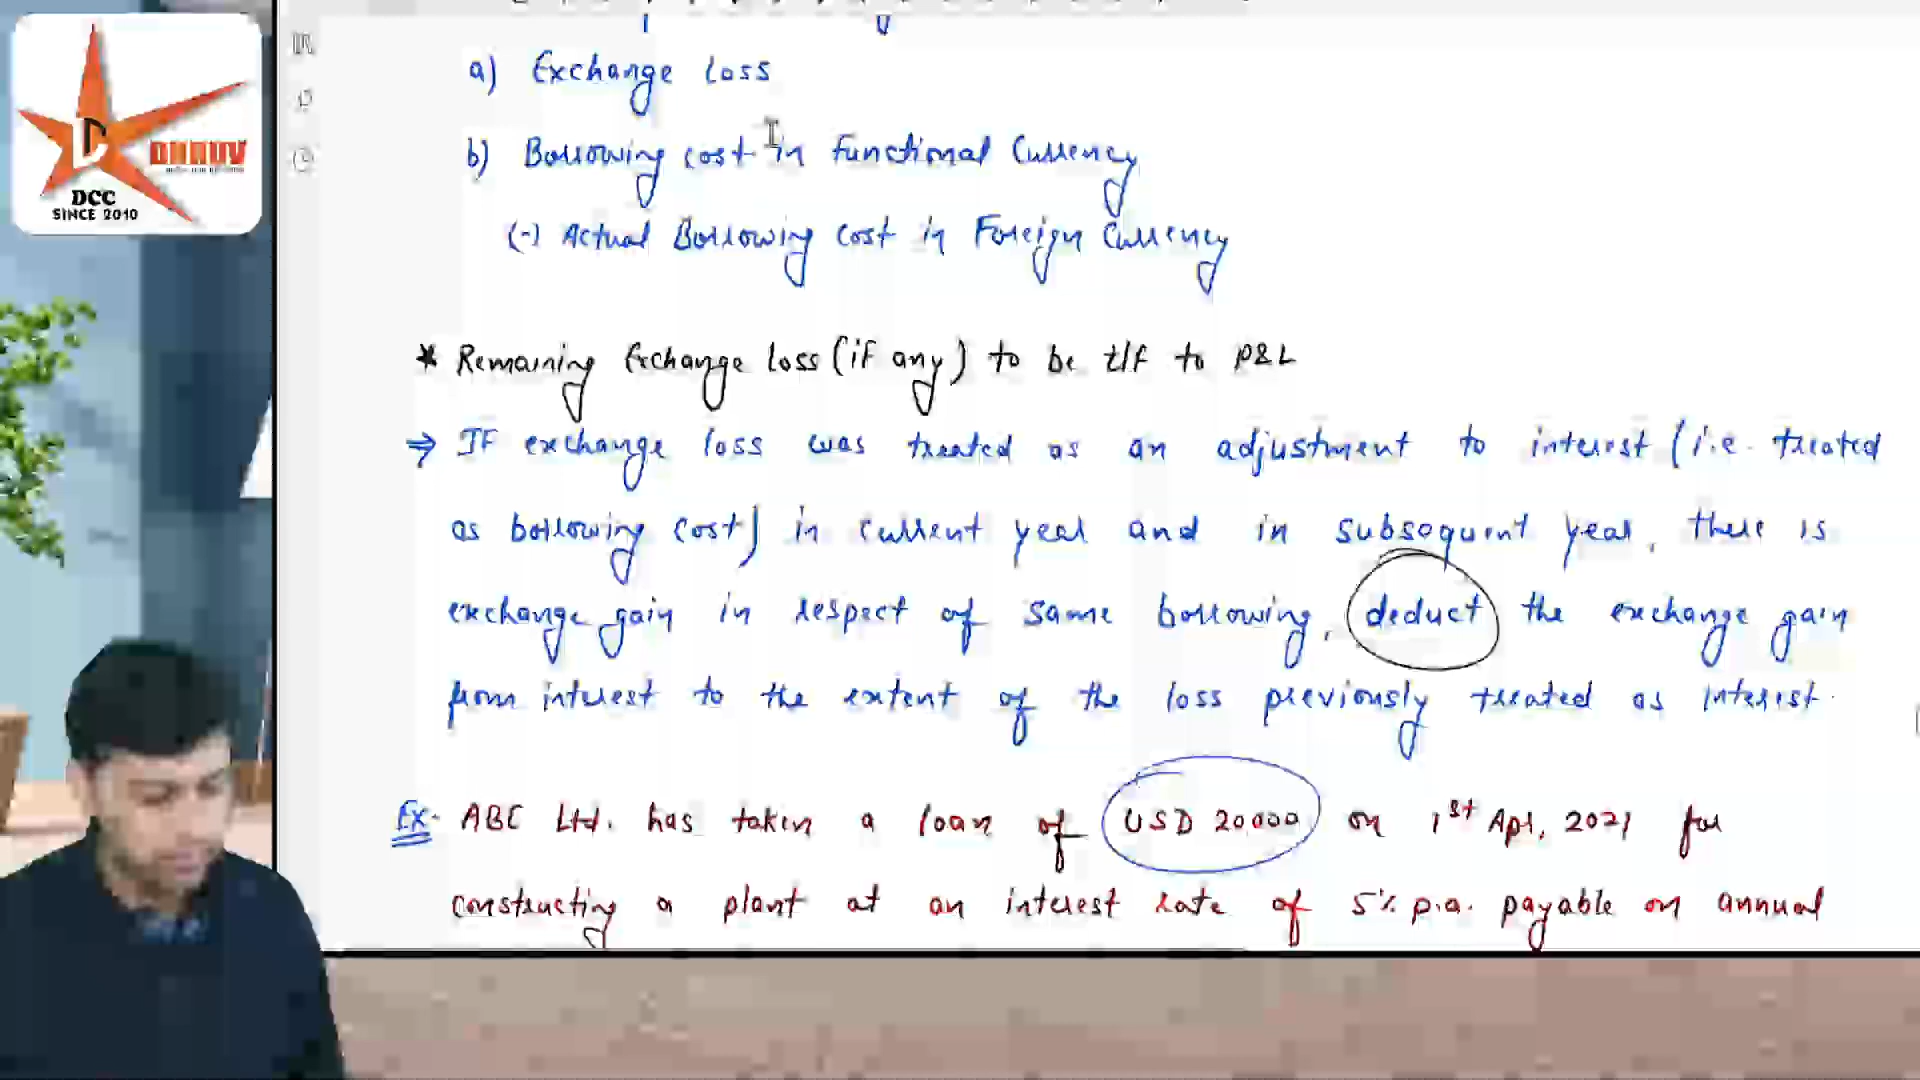 DHRUV
DCC
SINCE 2010
a) Exchange loss
b) Borrowing cost in Functional Currency
(-) Actual Borrowing cost in Foreign Currency
* Remaining Exchange loss (if any) to be t/f to P&L
⇒ If exchange loss was treated as an adjustment to interest (i.e. treated
as borrowing cost) in current year and in subsequent year, there is
exchange gain in respect of same borrowing, deduct the exchange gain
from interest to the extent of the loss previously treated as interest.
Ex- ABC Ltd. has taken a loan of USD 20000 on 1st Apr, 2021 for
constructing a plant at an interest rate of 5% p.a. payable on annual